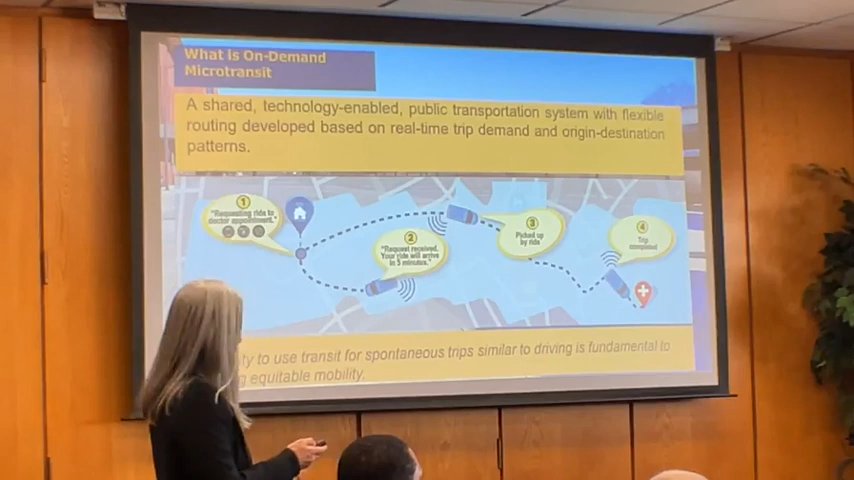 What is On-Demand
Microtransit
A shared, technology-enabled, public transportation system with flexible
routing developed based on real-time trip demand and origin-destination
patterns.
1
"Requesting ride to
doctor appointment."
2
"Request received.
Your ride will arrive
in 5 minutes."
3
Picked up
by ride
4
Trip
completed
to use transit for spontaneous trips similar to driving is fundamental to
equitable mobility.